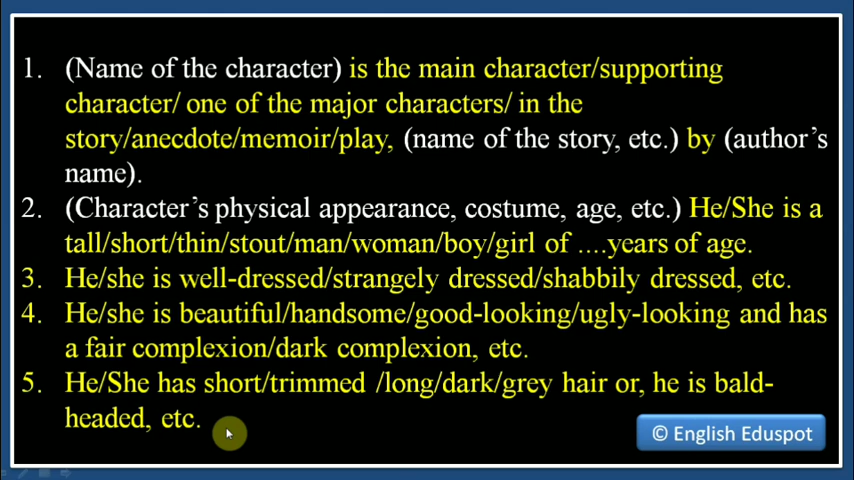 1. (Name of the character) is the main character/supporting
character/ one of the major characters/ in the
story/anecdote/memoir/play, (name of the story, etc.) by (author’s
name).
2. (Character’s physical appearance, costume, age, etc.) He/She is a
tall/short/thin/stout/man/woman/boy/girl of ....years of age.
3. He/she is well-dressed/strangely dressed/shabbily dressed, etc.
4. He/she is beautiful/handsome/good-looking/ugly-looking and has
a fair complexion/dark complexion, etc.
5. He/She has short/trimmed /long/dark/grey hair or, he is bald-
headed, etc.
© English Eduspot